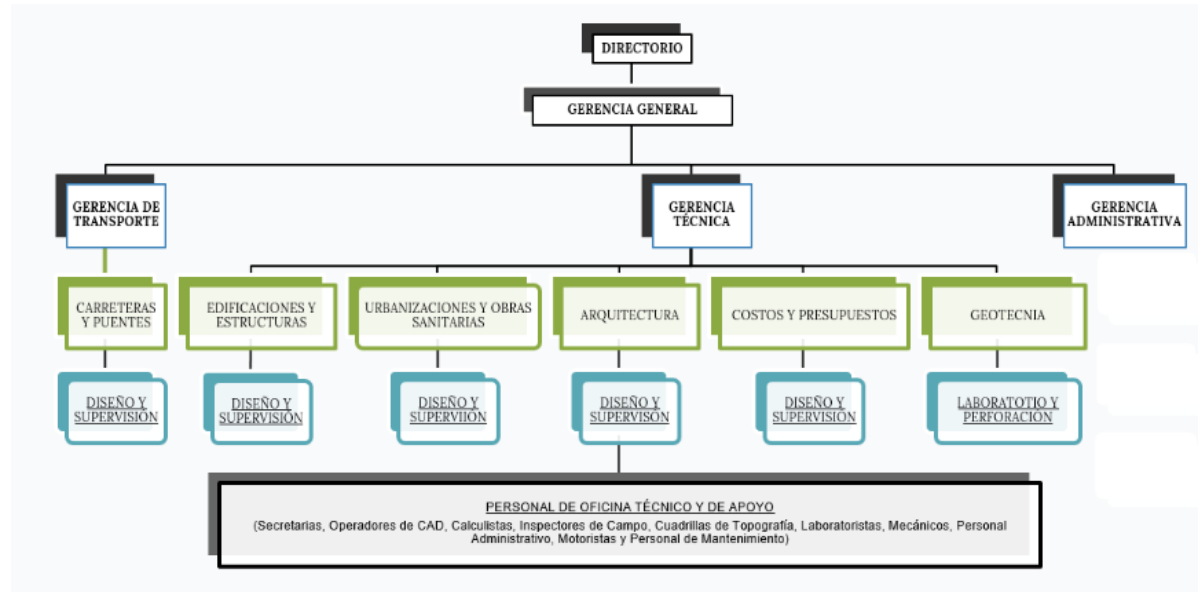 DIRECTORIO
GERENCIA GENERAL
GERENCIA DE
TRANSPORTE
GERENCIA
TÉCNICA
GERENCIA
ADMINISTRATIVA
CARRETERAS
Y PUENTES
EDIFICACIONES Y
ESTRUCTURAS
URBANIZACIONES Y OBRAS
SANITARIAS
ARQUITECTURA
COSTOS Y PRESUPUESTOS
GEOTECNIA
DISEÑO Y
SUPERVISIÓN
DISEÑO Y
SUPERVISIÓN
DISEÑO Y
SUPERVIIÓN
DISEÑO Y
SUPERVISÓN
DISEÑO Y
SUPERVISIÓN
LABORATOTIO Y
PERFORACIÓN
PERSONAL DE OFICINA TÉCNICO Y DE APOYO
(Secretarias, Operadores de CAD, Calculistas, Inspectores de Campo, Cuadrillas de Topografía, Laboratoristas, Mecánicos, Personal
Administrativo, Motoristas y Personal de Mantenimiento)